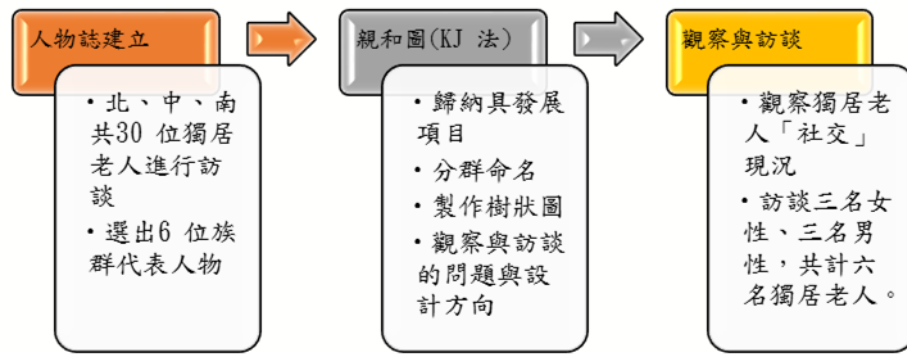 人物誌建立
・北、中、南
共30 位獨居
老人進行訪
談
・選出6 位族
群代表人物
親和圖(KJ 法)
・歸納具發展
項目
・分群命名
・製作樹狀圖
・觀察與訪談
的問題與設
計方向
觀察與訪談
・觀察獨居老
人「社交」
現況
・訪談三名女
性、三名男
性，共計六
名獨居老人。